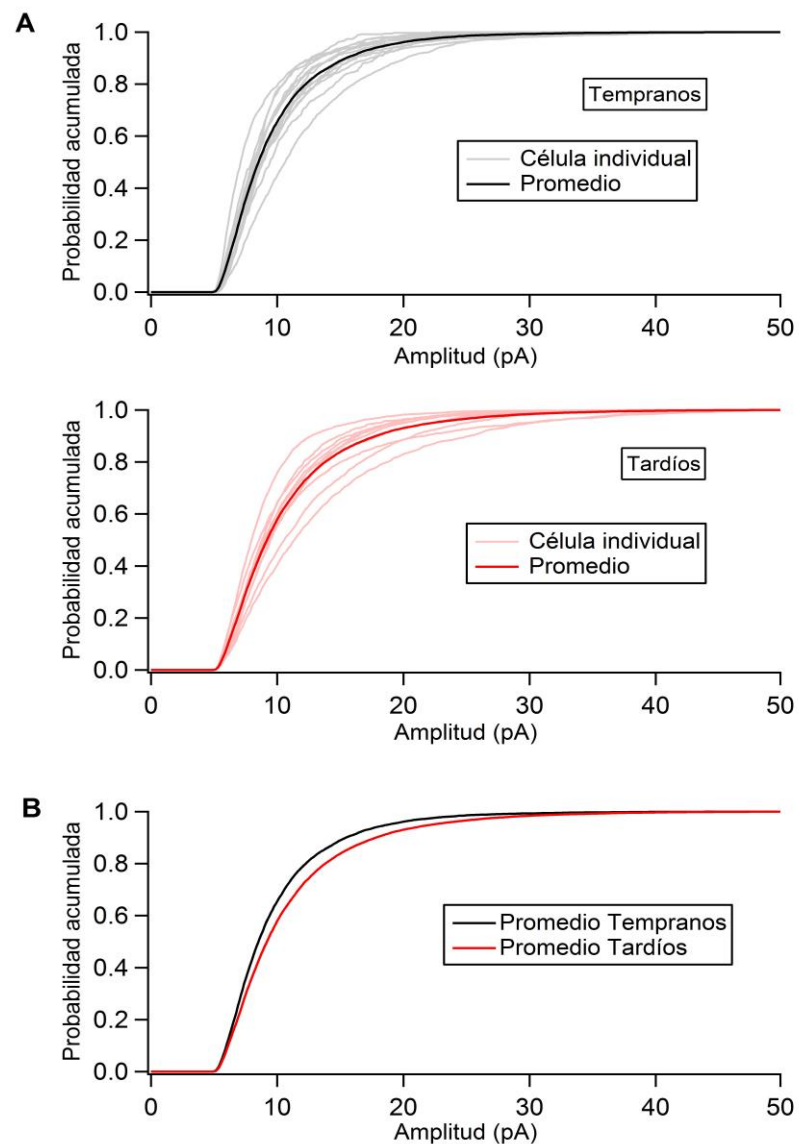 A
Probabilidad acumulada
1.0
0.8
0.6
0.4
0.2
0.0
Tempranos
Célula individual
Promedio
0 10 20 30 40 50
Amplitud (pA)
Probabilidad acumulada
1.0
0.8
0.6
0.4
0.2
0.0
Tardíos
Célula individual
Promedio
0 10 20 30 40 50
Amplitud (pA)
B
Probabilidad acumulada
1.0
0.8
0.6
0.4
0.2
0.0
Promedio Tempranos
Promedio Tardíos
0 10 20 30 40 50
Amplitud (pA)